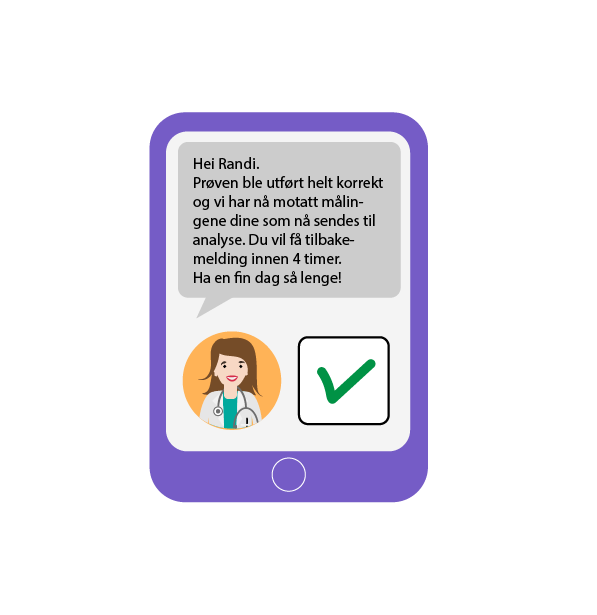 Hei Randi.
Prøven ble utført helt korrekt
og vi har nå motatt målin-
gene dine som nå sendes til
analyse. Du vil få tilbake-
melding innen 4 timer.
Ha en fin dag så lenge!